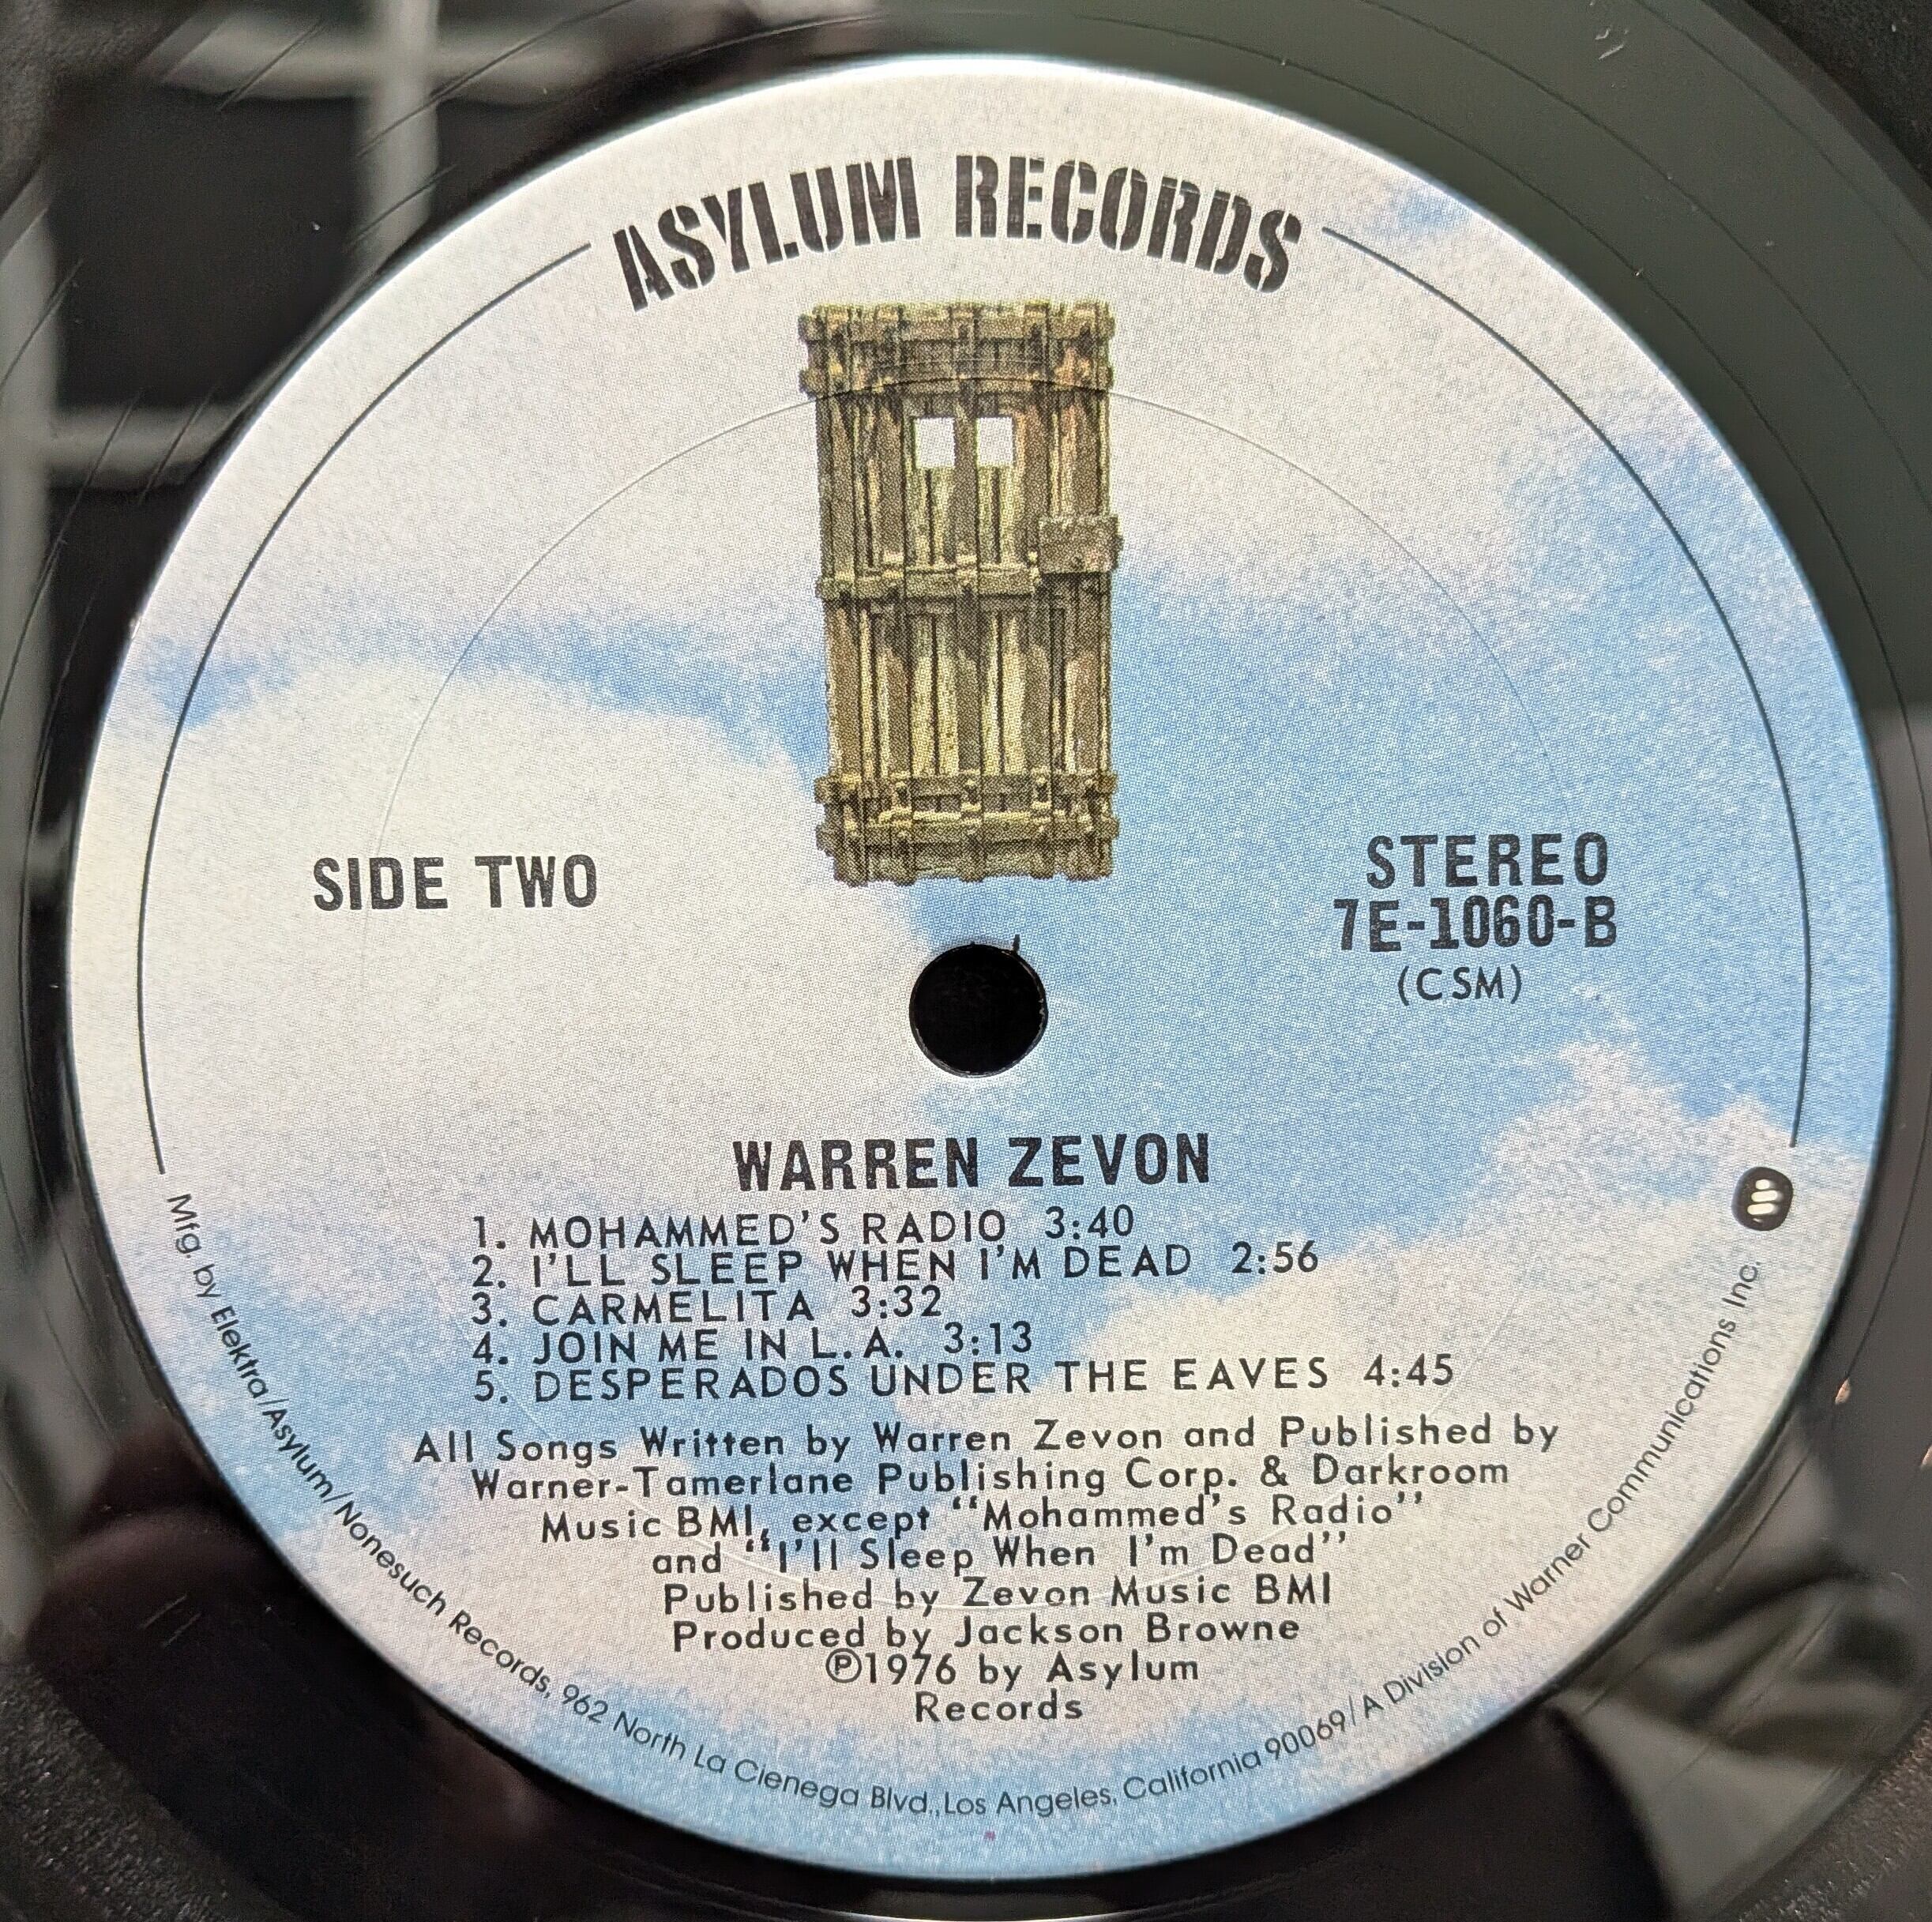 ASYLUM RECORDS
SIDE TWO
STEREO
7E-1060-B
(CSM)
WARREN ZEVON
1. MOHAMMED'S RADIO 3:40
2. I'LL SLEEP WHEN I'M DEAD 2:56
3. CARMELITA 3:32
4. JOIN ME IN L.A. 3:13
5. DESPERADOS UNDER THE EAVES 4:45
All Songs Written by Warren Zevon and Published by
Warner-Tamerlane Publishing Corp. & Darkroom
Music BMI, except "Mohammed's Radio"
and "I'll Sleep When I'm Dead"
Published by Zevon Music BMI
Produced by Jackson Browne
℗1976 by Asylum
Records
Mfg. by Elektra/Asylum/Nonesuch Records, 962 North La Cienega Blvd., Los Angeles, California 90069/A Division of Warner Communications Inc.